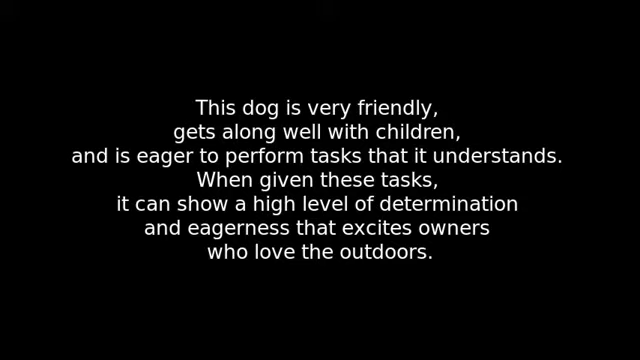 This dog is very friendly,
gets along well with children,
and is eager to perform tasks that it understands.
When given these tasks,
it can show a high level of determination
and eagerness that excites owners
who love the outdoors.